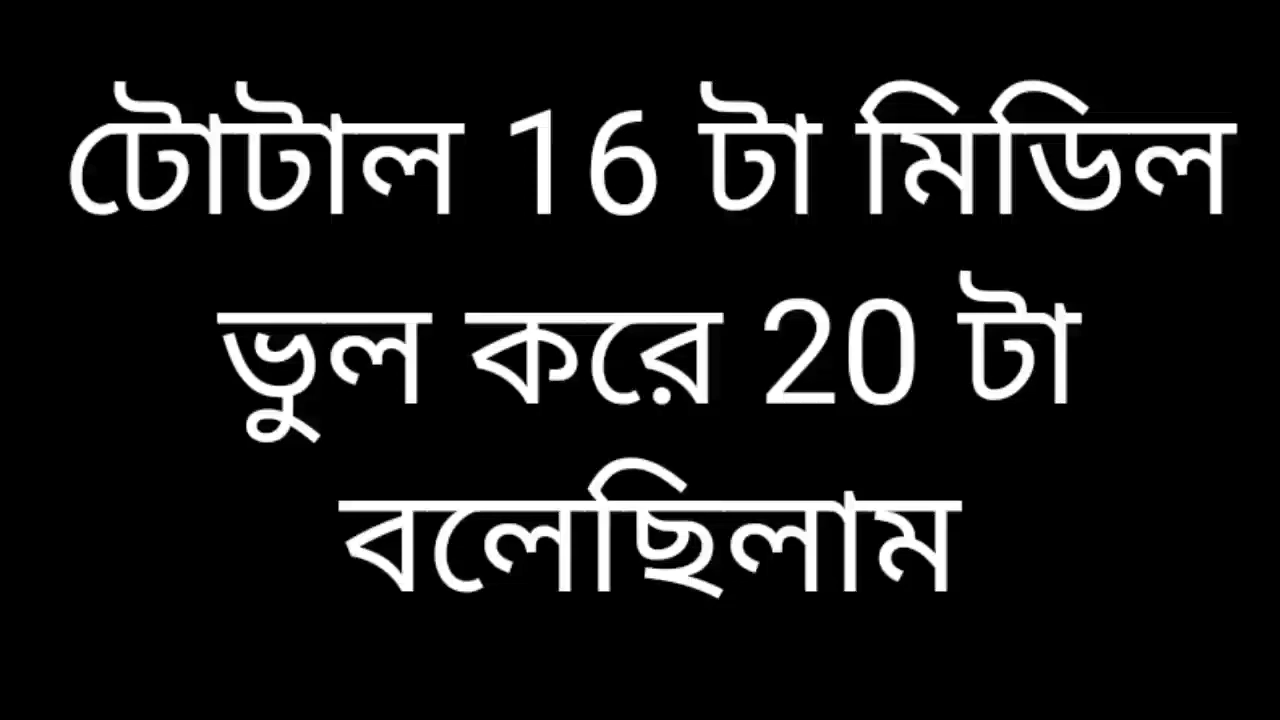 টোটাল 16 টা মিডিল
ভুল করে 20 টা
বলেছিলাম